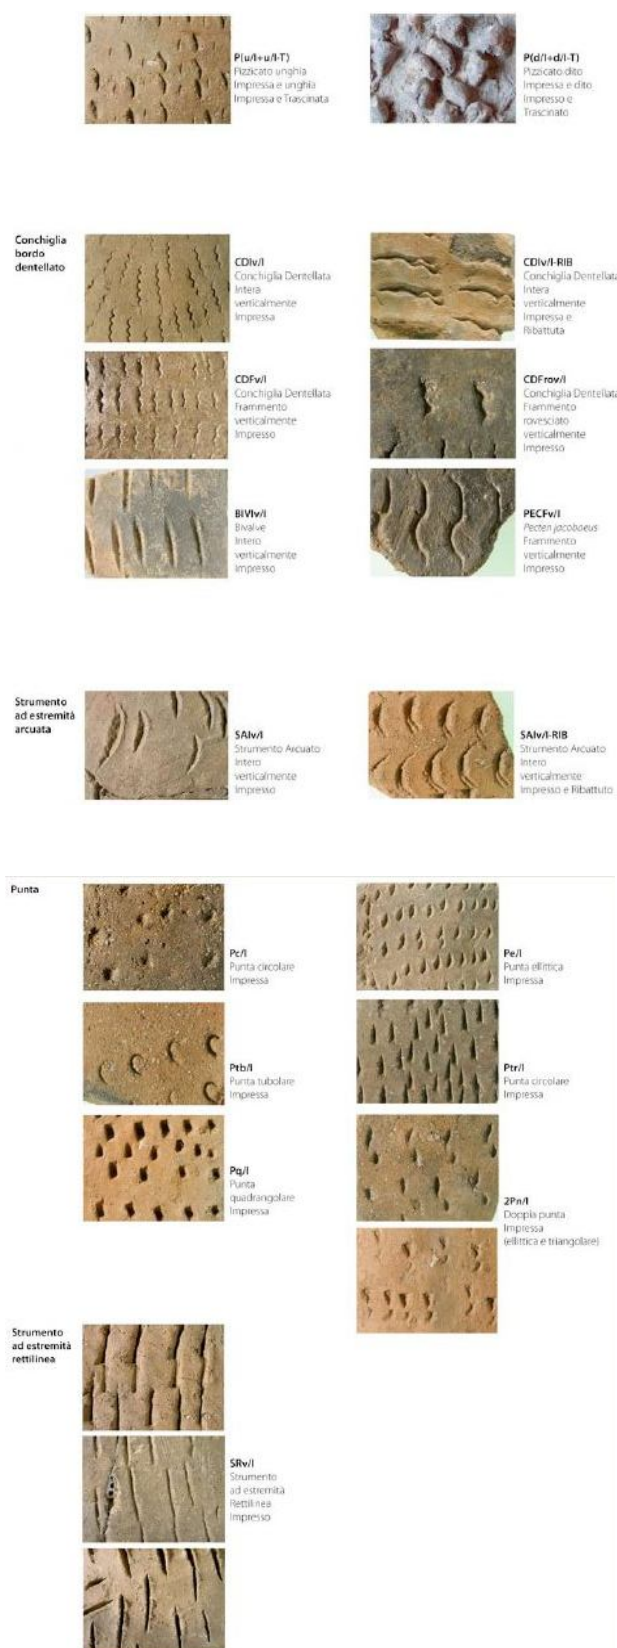 P(u/I+u/I-T)
Pizzicato unghia
Impressa e unghia
Impressa e Trascinata
P(d/I+d/I-T)
Pizzicato dito
Impressa e dito
Impresso e
Trascinato
Conchiglia
bordo
dentellato
CDIv/I
Conchiglia Dentellata
Intera
verticalmente
Impressa
CDIv/I-RIB
Conchiglia Dentellata
Intera
verticalmente
Impressa e
Ribattuta
CDFv/I
Conchiglia Dentellata
Frammento
verticalmente
Impresso
CDFrov/I
Conchiglia Dentellata
Frammento
rovesciato
verticalmente
Impresso
BIVIv/I
Bivalve
Intero
verticalmente
Impresso
PECFv/I
Pecten jacobaeus
Frammento
verticalmente
Impresso
Strumento
ad estremità
arcuata
SAIv/I
Strumento Arcuato
Intero
verticalmente
Impresso
SAIv/I-RIB
Strumento Arcuato
Intero
verticalmente
Impresso e Ribattuto
Punta
Pc/I
Punta circolare
Impressa
Pe/I
Punta ellittica
Impressa
Ptb/I
Punta tubolare
Impressa
Ptr/I
Punta circolare
Impressa
Pq/I
Punta
quadrangolare
Impressa
2Pn/I
Doppia punta
Impressa
(ellittica e triangolare)
Strumento
ad estremità
rettilinea
SRv/I
Strumento
ad estremità
Rettilinea
Impresso